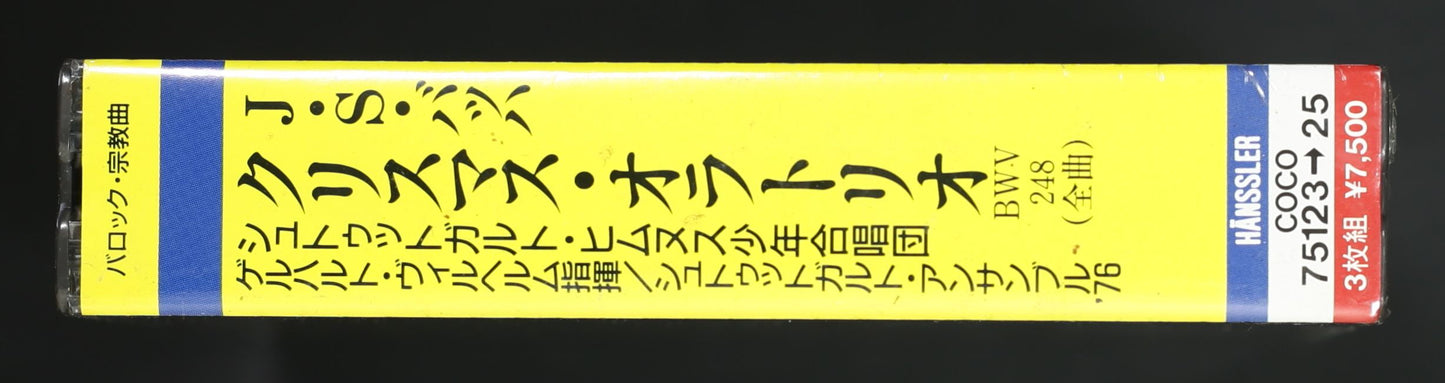 バロック・宗教曲
J・S・バッハ
クリスマス・オラトリオ
BWV
248
(全曲)
シュトゥットガルト・ヒムヌス少年合唱団
ゲルハルト・ヴィルヘルム指揮/シュトゥットガルト・アンサンブル'76
HÄNSSLER
COCO
75123→25
3枚組 ¥7,500